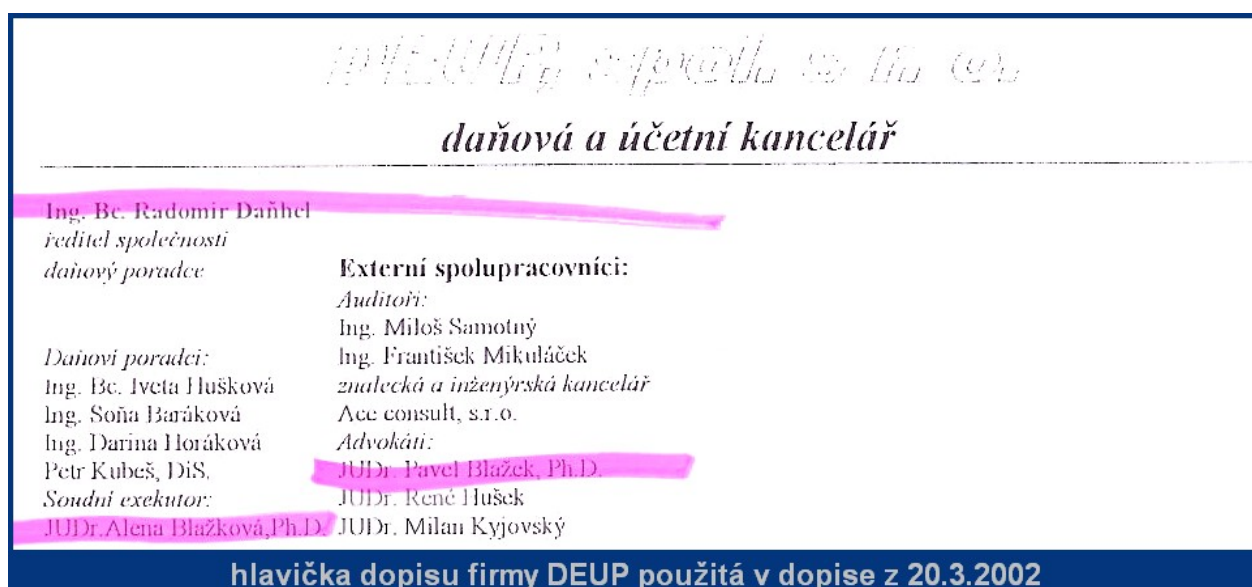 DEUP, spol. s r. o.
daňová a účetní kancelář
Ing. Bc. Radomír Daňhel
ředitel společnosti
daňový poradce
Daňoví poradci:
Ing. Bc. Iveta Hušková
Ing. Soňa Baráková
Ing. Darina Horáková
Petr Kubeš, DiS.
Soudní exekutor:
JUDr.Alena Blažková,Ph.D.
Externí spolupracovníci:
Auditoři:
Ing. Miloš Samotný
Ing. František Mikuláček
znalecká a inženýrská kancelář
Ace consult, s.r.o.
Advokáti:
JUDr. Pavel Blažek, Ph.D.
JUDr. René Hušek
JUDr. Milan Kyjovský
hlavička dopisu firmy DEUP použitá v dopise z 20.3.2002